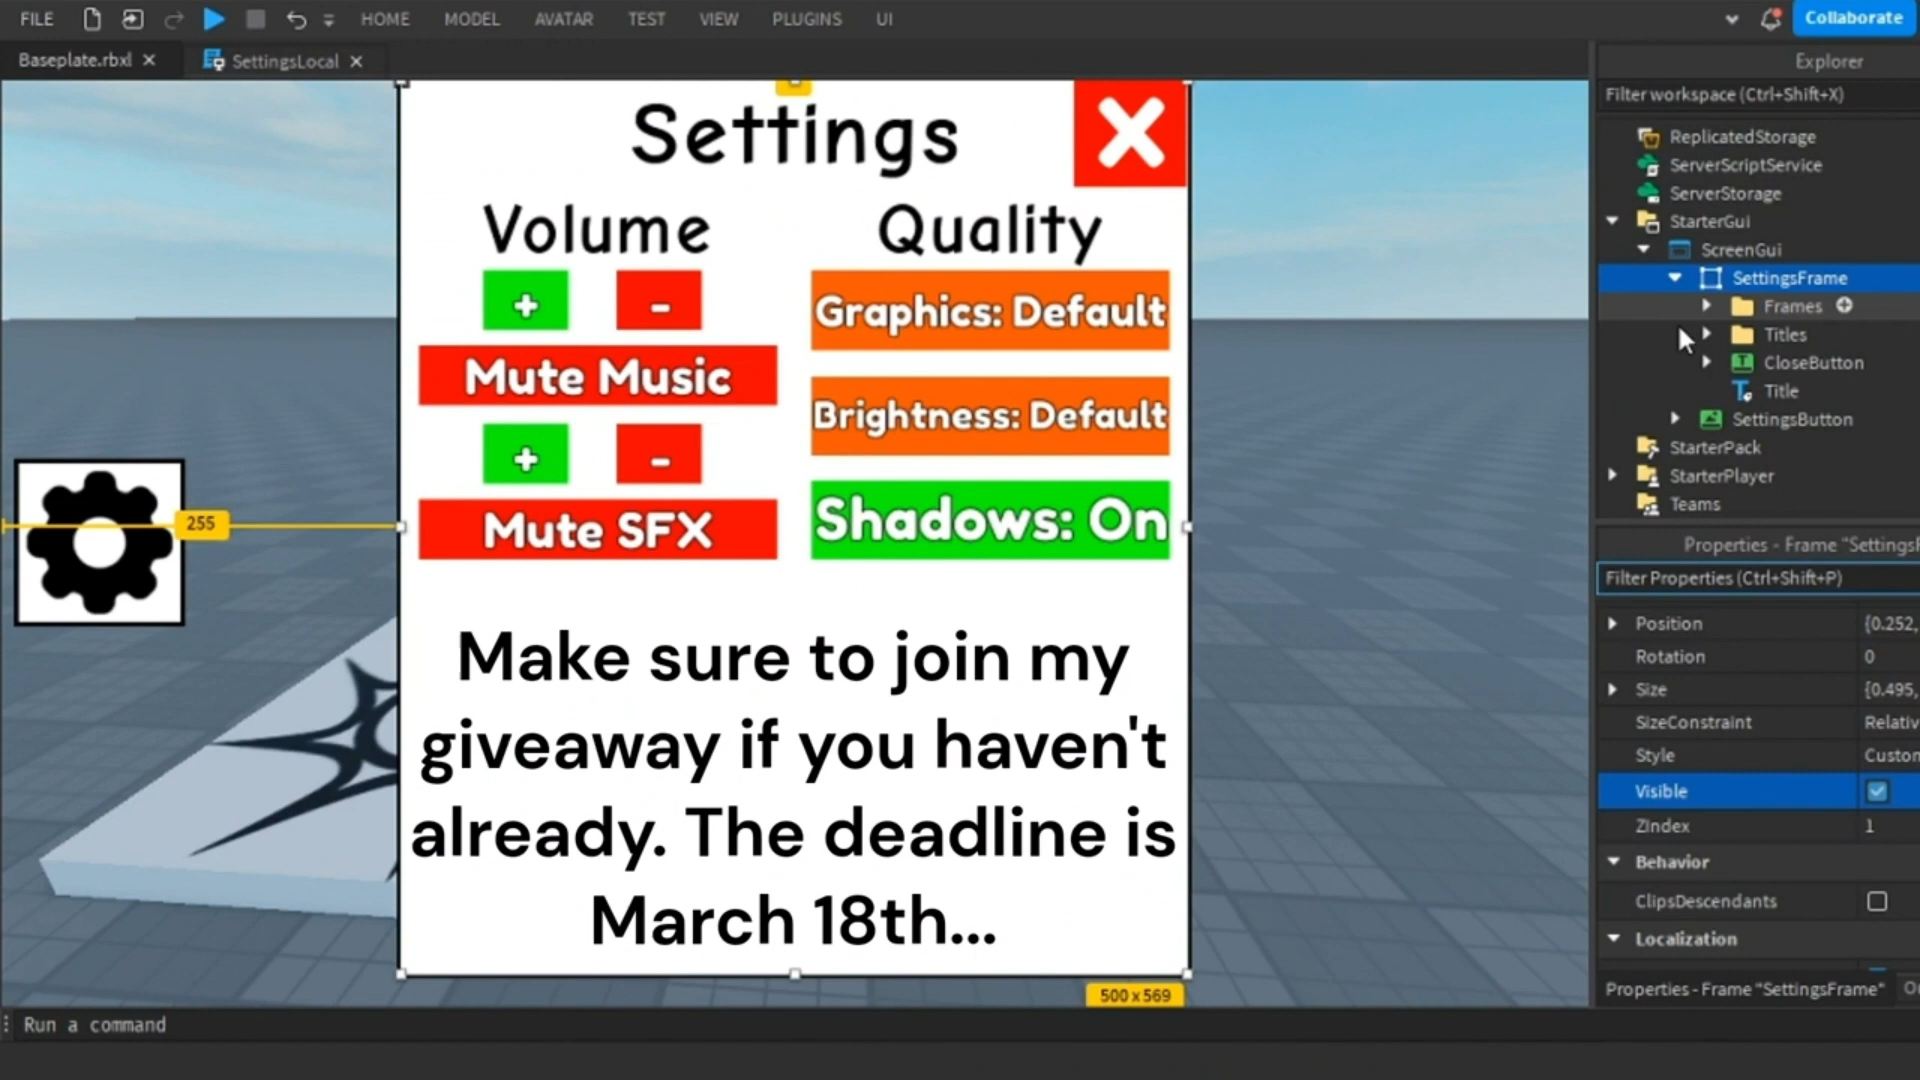 FILE
HOME
MODEL
AVATAR
TEST
VIEW
PLUGINS
UI
Collaborate
Baseplate.rbxl
SettingsLocal
Explorer
Filter workspace (Ctrl+Shift+X)
ReplicatedStorage
ServerScriptService
ServerStorage
StarterGui
ScreenGui
SettingsFrame
Frames
Titles
CloseButton
Title
SettingsButton
StarterPack
StarterPlayer
Teams
Settings
X
Volume
Quality
+
-
Graphics: Default
Mute Music
Brightness: Default
+
-
Mute SFX
Shadows: On
255
Make sure to join my
giveaway if you haven't
already. The deadline is
March 18th...
500 x 569
Properties - Frame "SettingsF
Filter Properties (Ctrl+Shift+P)
Position {0.252,
Rotation 0
Size {0.495,
SizeConstraint Relativ
Style Custon
Visible
ZIndex 1
Behavior
ClipsDescendants
Localization
Properties - Frame "SettingsFrame"
Run a command